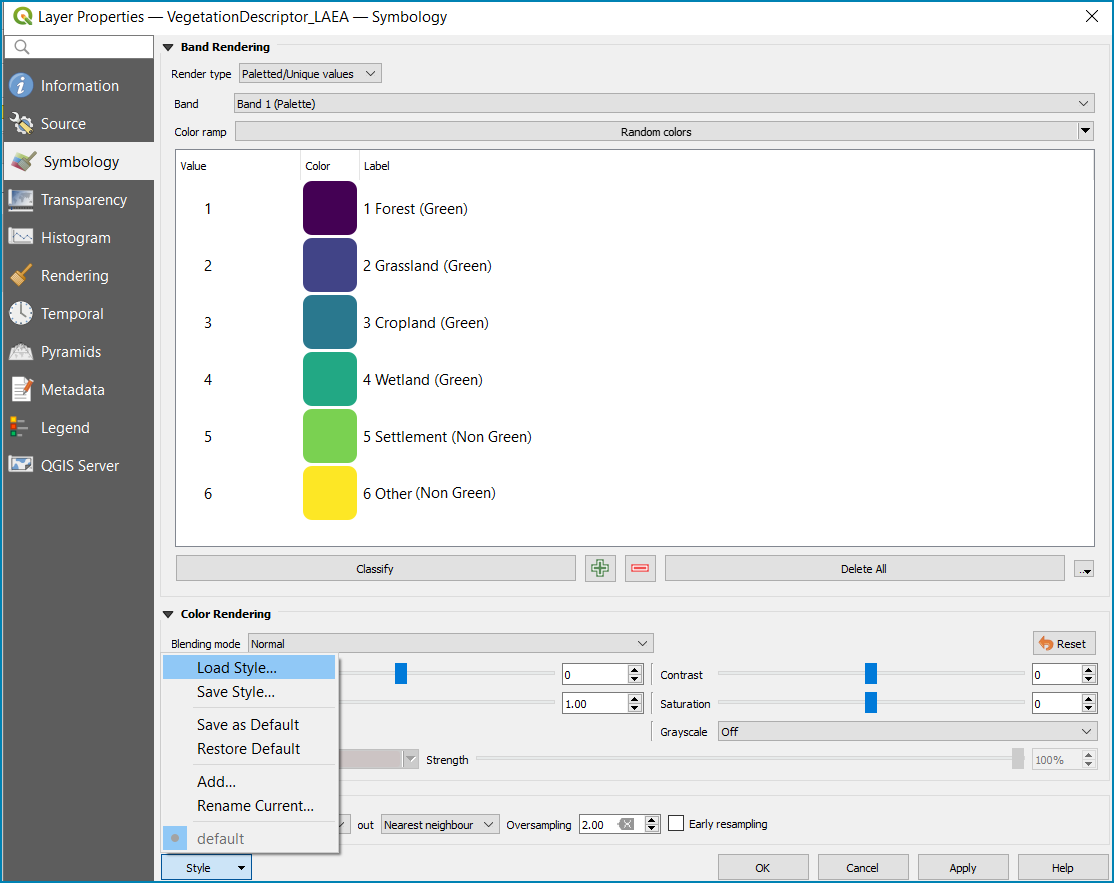 Layer Properties — VegetationDescriptor_LAEA — Symbology
Information
Source
Symbology
Transparency
Histogram
Rendering
Temporal
Pyramids
Metadata
Legend
QGIS Server
Band Rendering
Render type Paletted/Unique values
Band Band 1 (Palette)
Color ramp Random colors
Value Color Label
1 1 Forest (Green)
2 2 Grassland (Green)
3 3 Cropland (Green)
4 4 Wetland (Green)
5 5 Settlement (Non Green)
6 6 Other (Non Green)
Classify Delete All ...
Color Rendering
Blending mode Normal Reset
Load Style... 0 Contrast 0
Save Style... 1.00 Saturation 0
Save as Default Grayscale Off
Restore Default Strength 100%
Add...
Rename Current...
default out Nearest neighbour Oversampling 2.00 Early resampling
Style OK Cancel Apply Help